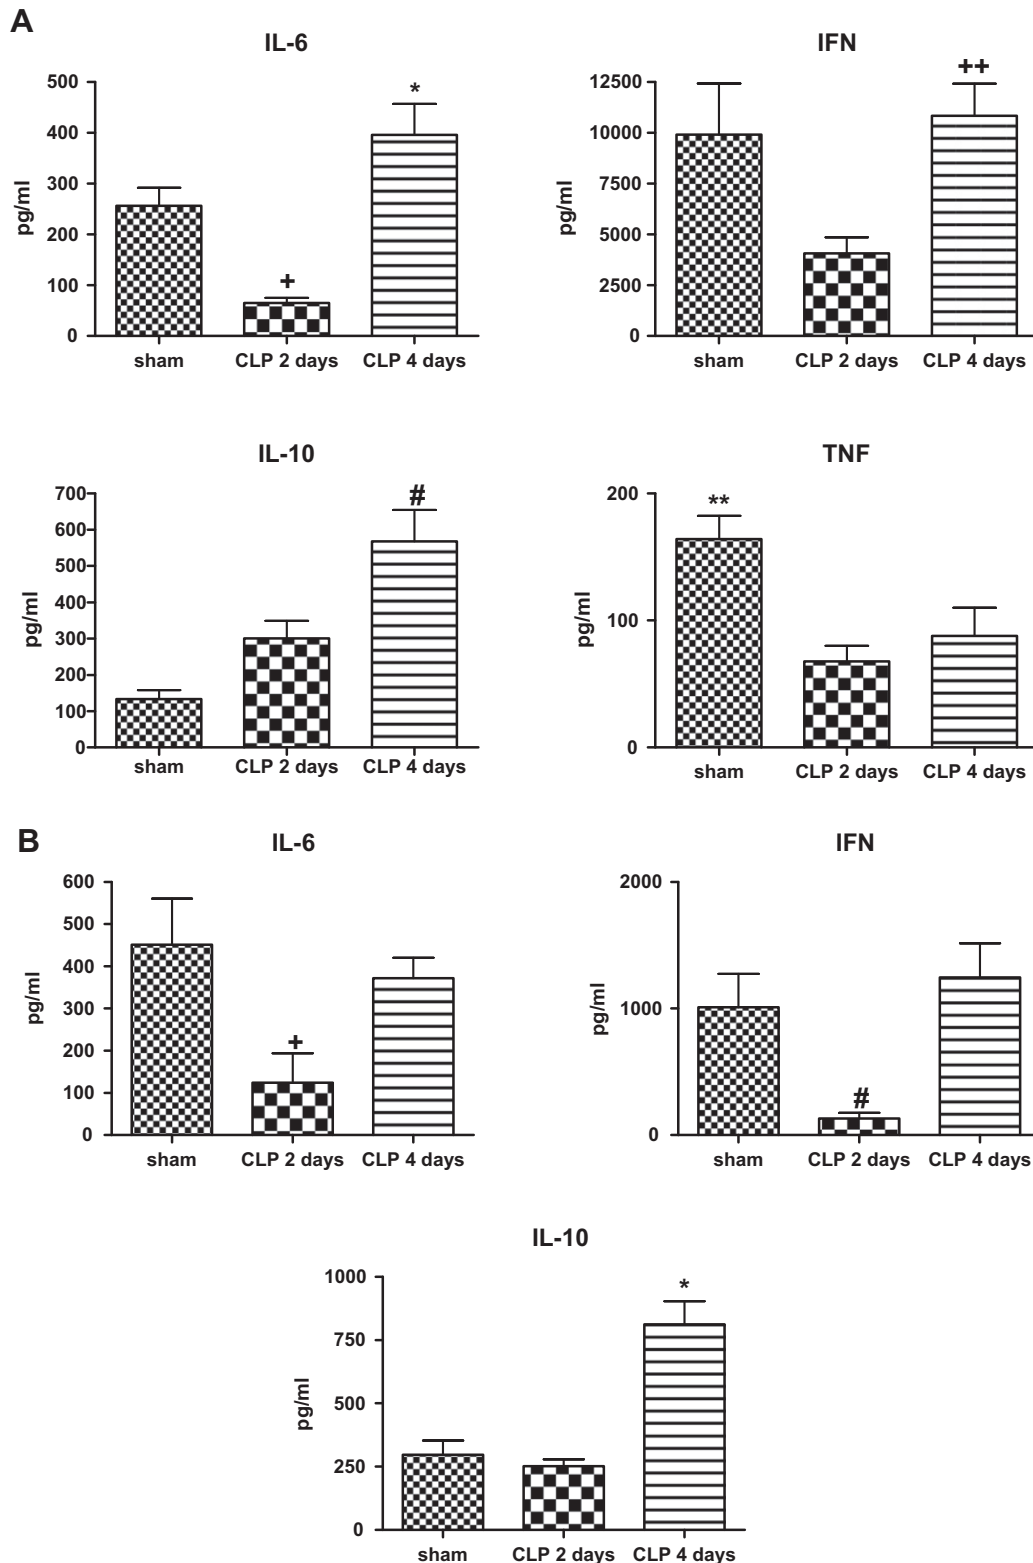 A
IL-6
500
400
300
200
100
0
pg/ml
*
+
sham
CLP 2 days
CLP 4 days
IFN
12500
10000
7500
5000
2500
0
pg/ml
++
sham
CLP 2 days
CLP 4 days
IL-10
700
600
500
400
300
200
100
0
pg/ml
#
sham
CLP 2 days
CLP 4 days
TNF
200
100
0
pg/ml
**
sham
CLP 2 days
CLP 4 days
B
IL-6
600
500
400
300
200
100
0
pg/ml
+
sham
CLP 2 days
CLP 4 days
IFN
2000
1000
0
pg/ml
#
sham
CLP 2 days
CLP 4 days
IL-10
1000
750
500
250
0
pg/ml
*
sham
CLP 2 days
CLP 4 days